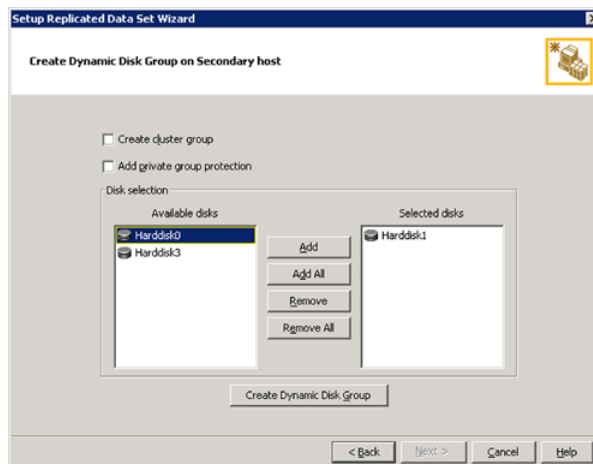 Setup Replicated Data Set Wizard
Create Dynamic Disk Group on Secondary host
Create cluster group
Add private group protection
Disk selection
Available disks
Selected disks
Harddisk0
Harddisk3
Add
Add All
Remove
Remove All
Harddisk1
Create Dynamic Disk Group
< Back
Next >
Cancel
Help